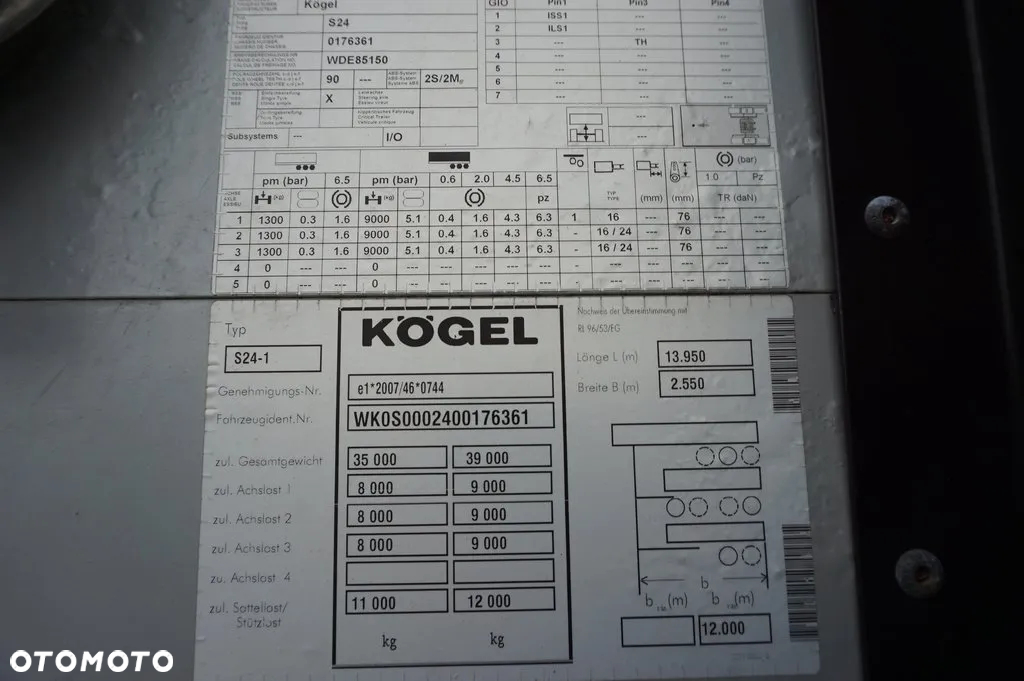 Kögel
GIO Pin1 Pin3 Pin4
S24
1 ISS1 --- ---
2 ILS1 --- ---
0176361
3 --- TH ---
WDE85150
4 --- --- ---
90 --- 2S/2M
5 --- --- ---
6 --- --- ---
X
7 --- --- ---
Subsystems --- I/O
---
---
pm (bar) 6.5 pm (bar) 0.6 2.0 4.5 6.5
(bar)
1.0 Pz
(kg) (kg) pz
TYP
TYPE
(mm) (mm) TR (daN)
1 1300 0.3 1.6 9000 5.1 0.4 1.6 4.3 6.3 1 16 --- 76 --- ---
2 1300 0.3 1.6 9000 5.1 0.4 1.6 4.3 6.3 - 16 / 24 --- 76 --- ---
3 1300 0.3 1.6 9000 5.1 0.4 1.6 4.3 6.3 - 16 / 24 --- 76 --- ---
4 0 --- --- 0 --- --- --- --- --- - --- --- --- --- ---
5 0 --- --- 0 --- --- --- --- --- - --- --- --- --- ---
Typ
S24-1
KÖGEL
Nachweis der Übereinstimmung mit
RL 96/53/EG
Länge L (m) 13.950
Breite B (m) 2.550
Genehmigungs-Nr. e1*2007/46*0744
Fahrzeugident.Nr. WK0S0002400176361
zul. Gesamtgewicht 35 000 39 000
zul. Achslast 1 8 000 9 000
zul. Achslast 2 8 000 9 000
zul. Achslast 3 8 000 9 000
zu. Achslast 4
zul. Sattellast/
Stützlast
11 000 12 000
kg kg
b
b (m) b (m)
12.000
OTOMOTO